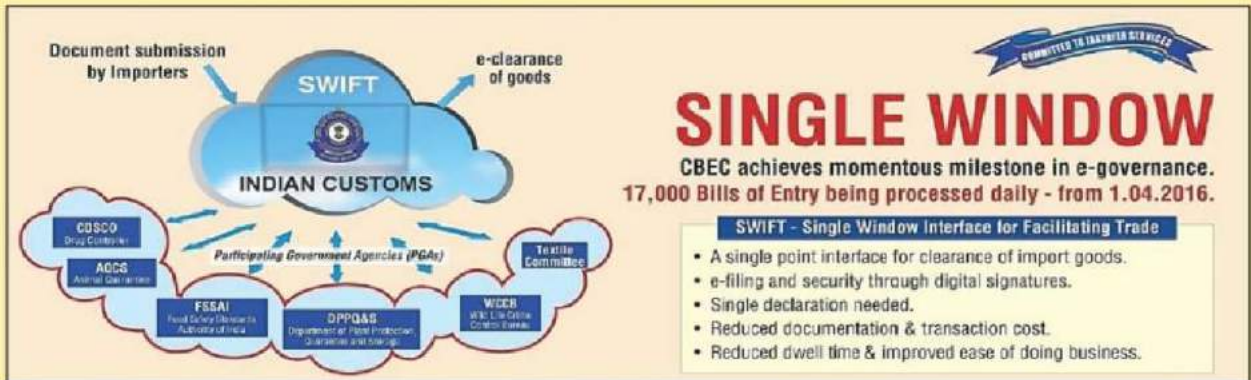 Document submission
by Importers
SWIFT
e-clearance
of goods
INDIAN CUSTOMS
CDSCO
Drug Controller
AQCS
Animal Quarantine
FSSAI
Food Safety Standards
Authority of India
Participating Government Agencies (PGAs)
DPPQ&S
Department of Plant Protection,
Quarantine and Storage
WCCB
Wild Life Crime
Control Bureau
Textile
Committee
COMMITTED TO TAXPAYER SERVICES
SINGLE WINDOW
CBEC achieves momentous milestone in e-governance.
17,000 Bills of Entry being processed daily - from 1.04.2016.
SWIFT - Single Window Interface for Facilitating Trade
• A single point interface for clearance of import goods.
• e-filing and security through digital signatures.
• Single declaration needed.
• Reduced documentation & transaction cost.
• Reduced dwell time & improved ease of doing business.